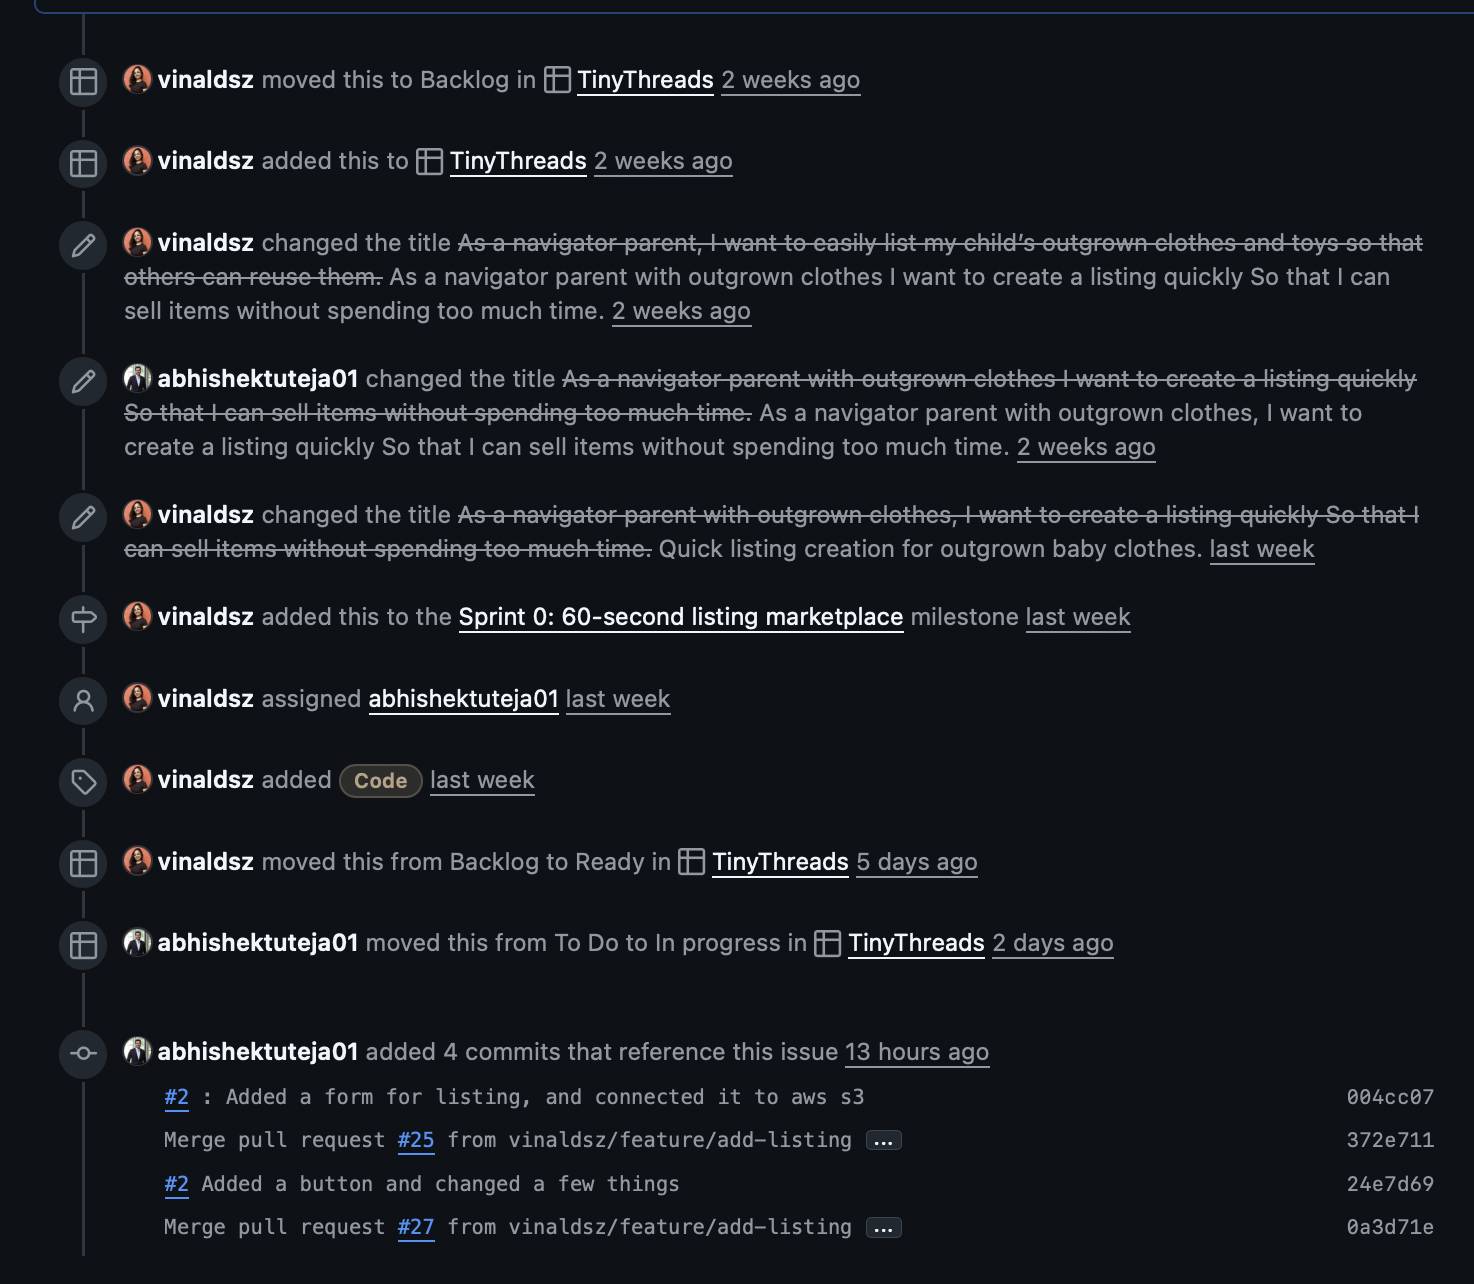 vinaldsz moved this to Backlog in TinyThreads 2 weeks ago
vinaldsz added this to TinyThreads 2 weeks ago
vinaldsz changed the title As a navigator parent, I want to easily list my child’s outgrown clothes and toys so that
others can reuse them. As a navigator parent with outgrown clothes I want to create a listing quickly So that I can
sell items without spending too much time. 2 weeks ago
abhishektuteja01 changed the title As a navigator parent with outgrown clothes I want to create a listing quickly
So that I can sell items without spending too much time. As a navigator parent with outgrown clothes, I want to
create a listing quickly So that I can sell items without spending too much time. 2 weeks ago
vinaldsz changed the title As a navigator parent with outgrown clothes, I want to create a listing quickly So that I
can sell items without spending too much time. Quick listing creation for outgrown baby clothes. last week
vinaldsz added this to the Sprint 0: 60-second listing marketplace milestone last week
vinaldsz assigned abhishektuteja01 last week
vinaldsz added Code last week
vinaldsz moved this from Backlog to Ready in TinyThreads 5 days ago
abhishektuteja01 moved this from To Do to In progress in TinyThreads 2 days ago
abhishektuteja01 added 4 commits that reference this issue 13 hours ago
#2 : Added a form for listing, and connected it to aws s3 004cc07
Merge pull request #25 from vinaldsz/feature/add-listing ... 372e711
#2 Added a button and changed a few things 24e7d69
Merge pull request #27 from vinaldsz/feature/add-listing ... 0a3d71e